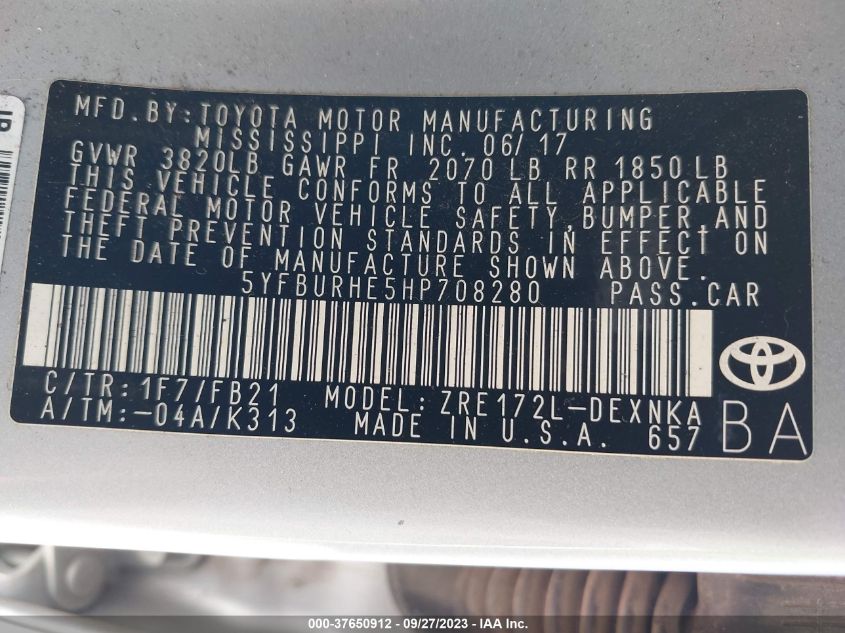 MFD.BY:TOYOTA MOTOR MANUFACTURING
MISSISSIPPI INC. 06/17
GVWR 3820LB GAWR FR 2070 LB RR 1850LB
THIS VEHICLE CONFORMS TO ALL APPLICABLE
FEDERAL MOTOR VEHICLE SAFETY,BUMPER,AND
THEFT PREVENTION STANDARDS IN EFFECT ON
THE DATE OF MANUFACTURE SHOWN ABOVE.
5YFBURHE5HP708280 PASS.CAR
C/TR:1F7/FB21 MODEL:ZRE172L-DEXNKA
A/TM:-04A/K313 MADE IN U.S.A. 657
BA
000-37650912 - 09/27/2023 - IAAI Inc.